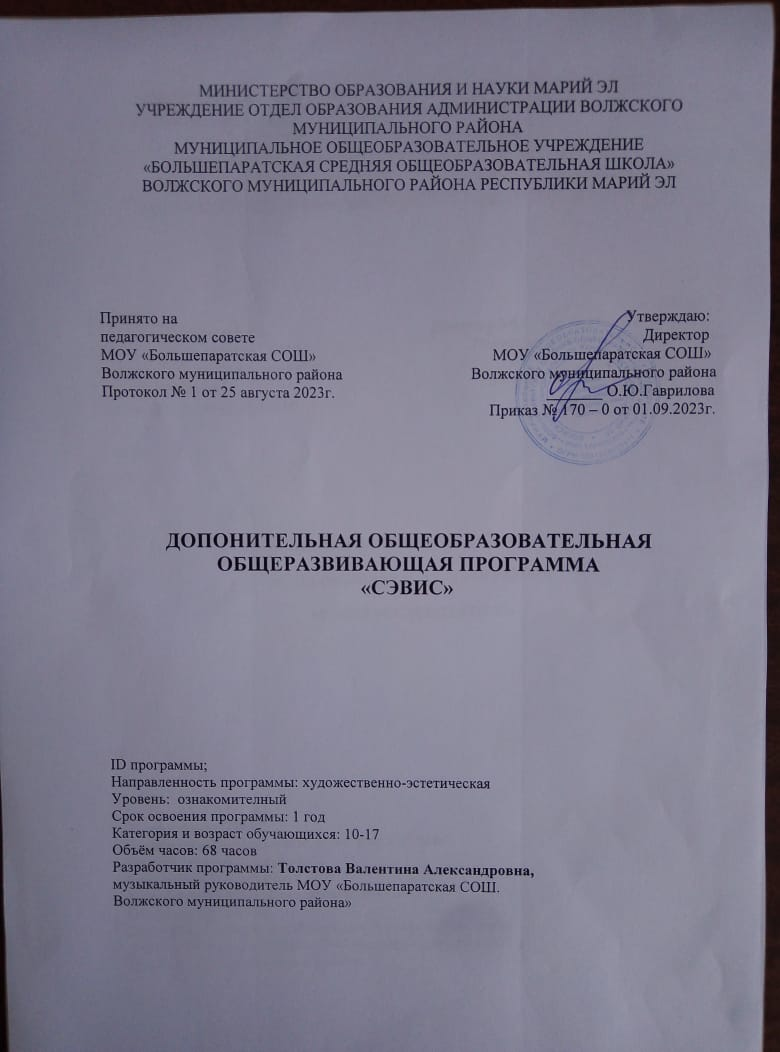 МИНИСТЕРСТВО ОБРАЗОВАНИЯ И НАУКИ МАРИЙ ЭЛ
УЧРЕЖДЕНИЕ ОТДЕЛ ОБРАЗОВАНИЯ АДМИНИСТРАЦИИ ВОЛЖСКОГО
МУНИЦИПАЛЬНОГО РАЙОНА
МУНИЦИПАЛЬНОЕ ОБЩЕОБРАЗОВАТЕЛЬНОЕ УЧРЕЖДЕНИЕ
«БОЛЬШЕПАРАТСКАЯ СРЕДНЯЯ ОБЩЕОБРАЗОВАТЕЛЬНАЯ ШКОЛА»
ВОЛЖСКОГО МУНИЦИПАЛЬНОГО РАЙОНА РЕСПУБЛИКИ МАРИЙ ЭЛ
Принято на
педагогическом совете
МОУ «Большепаратская СОШ»
Волжского муниципального района
Протокол № 1 от 25 августа 2023г.
Утверждаю:
Директор
МОУ «Большепаратская СОШ»
Волжского муниципального района
_______ О.Ю.Гаврилова
Приказ № 170 – 0 от 01.09.2023г.
ДОПОНИТЕЛЬНАЯ ОБЩЕОБРАЗОВАТЕЛЬНАЯ
ОБЩЕРАЗВИВАЮЩАЯ ПРОГРАММА
«СЭВИС»
ID программы;
Направленность программы: художественно-эстетическая
Уровень: ознакомителный
Срок освоения программы: 1 год
Категория и возраст обучающихся: 10-17
Объём часов: 68 часов
Разработчик программы: Толстова Валентина Александровна,
музыкальный руководитель МОУ «Большепаратская СОШ.
Волжского муниципального района»